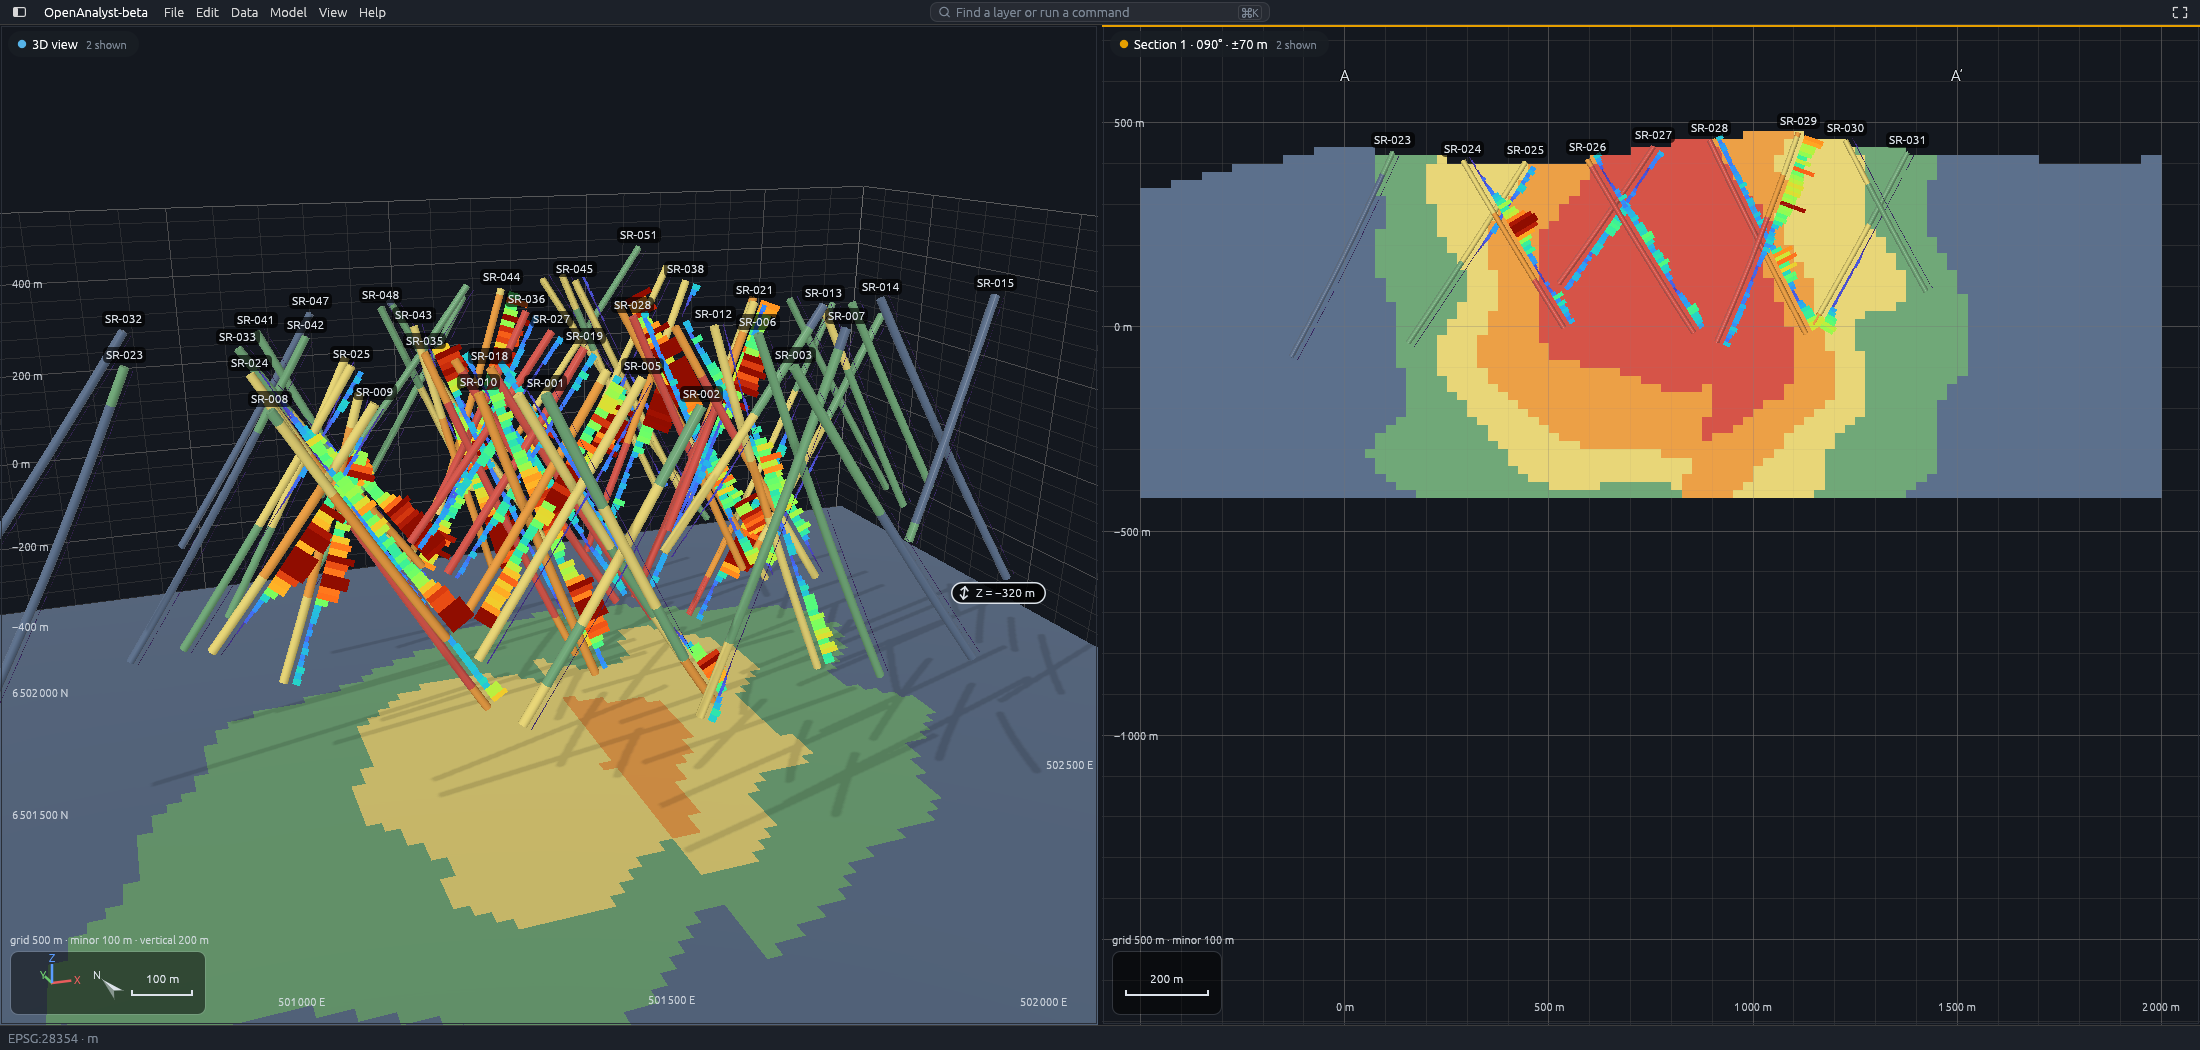 OpenAnalyst-beta File Edit Data Model View Help
Find a layer or run a command ⌘K
3D view 2 shown
SR-051
SR-045
SR-038
SR-044
SR-015
SR-014
SR-021
SR-013
SR-048
SR-047
SR-036
SR-028
SR-043
SR-027
SR-012
SR-007
SR-006
SR-032
SR-041
SR-042
SR-033
SR-019
SR-035
SR-025
SR-018
SR-003
SR-023
SR-024
SR-005
SR-010
SR-001
SR-009
SR-002
SR-008
400 m
200 m
0 m
−200 m
−400 m
Z = −320 m
6 502 000 N
6 501 500 N
502 500 E
501 000 E
501 500 E
502 000 E
grid 500 m · minor 100 m · vertical 200 m
Z
Y
X
N
100 m
Section 1 · 090° · ±70 m 2 shown
A A′
SR-023
SR-024
SR-025
SR-026
SR-027
SR-028
SR-029
SR-030
SR-031
500 m
0 m
−500 m
−1 000 m
grid 500 m · minor 100 m
200 m
0 m 500 m 1 000 m 1 500 m 2 000 m
EPSG:28354 · m